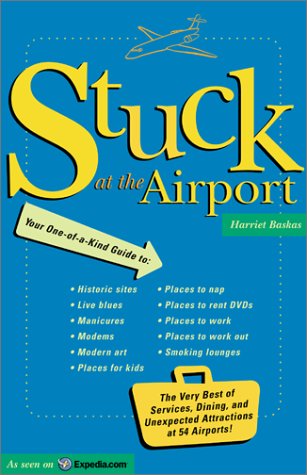 Stuck
at the Airport
Harriet Baskas
Your One-of-a-Kind Guide to:
• Historic sites
• Live blues
• Manicures
• Modems
• Modern art
• Places for kids
• Places to nap
• Places to rent DVDs
• Places to work
• Places to work out
• Smoking lounges
The Very Best of
Services, Dining, and
Unexpected Attractions
at 54 Airports!
As seen on Expedia.com